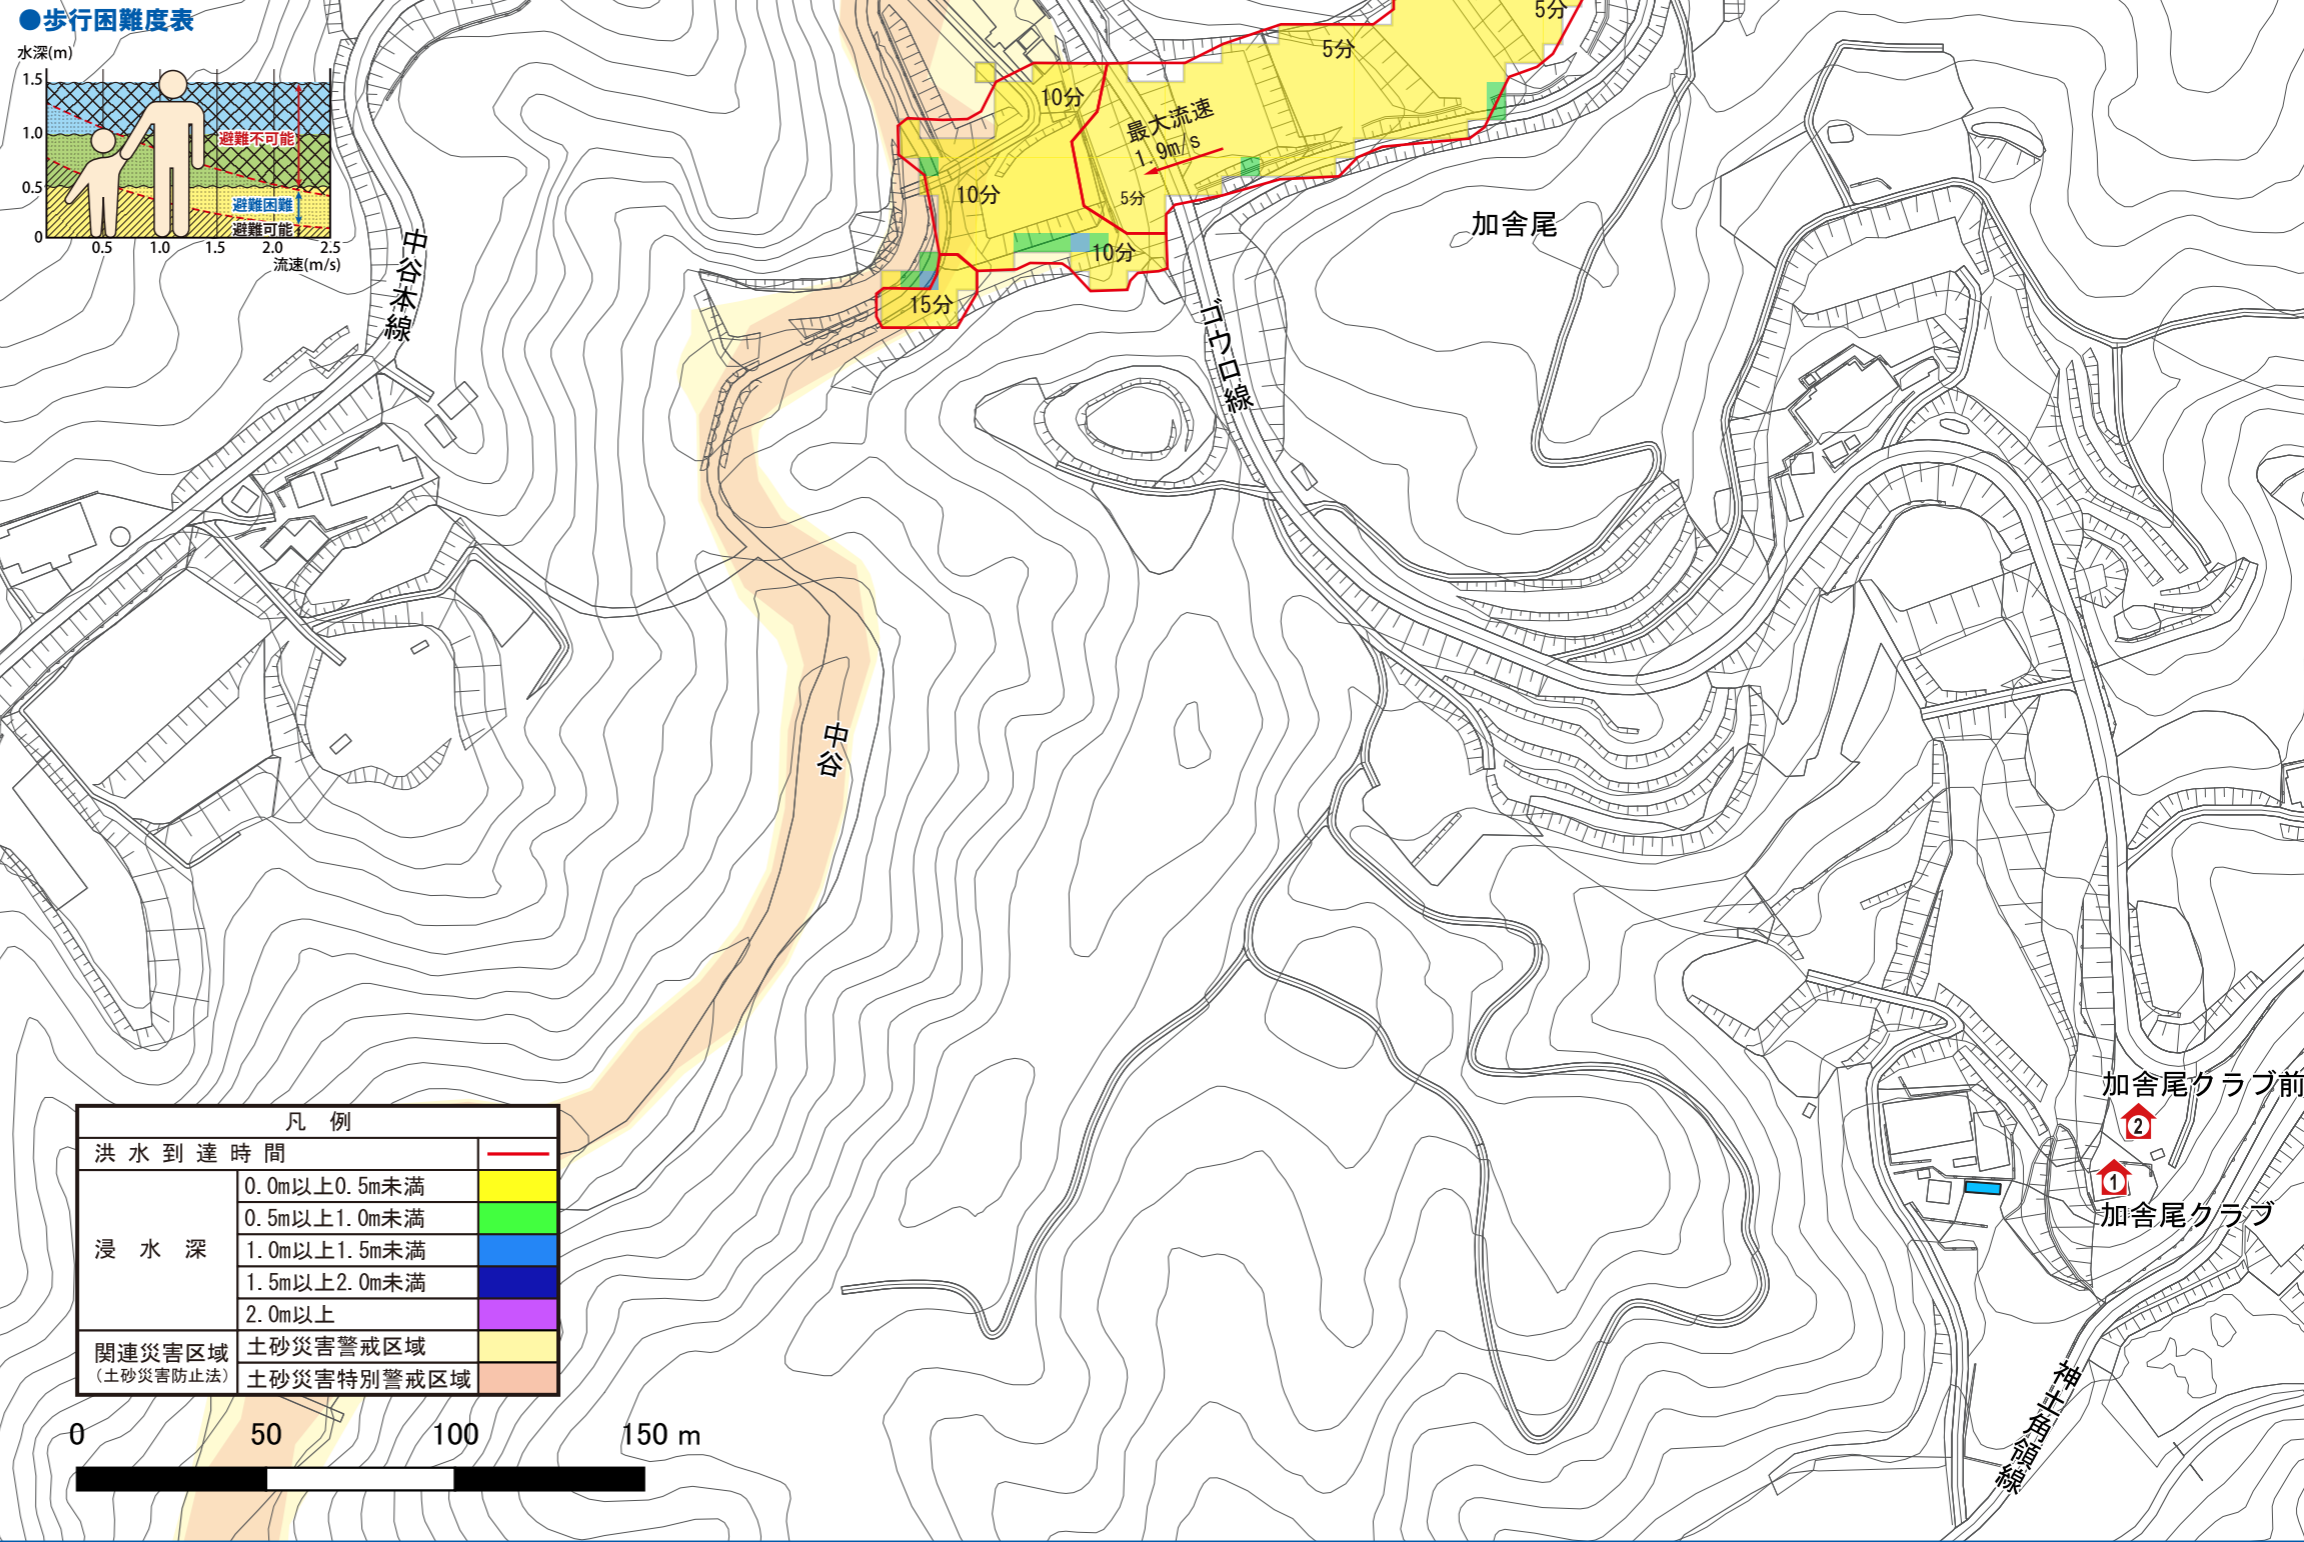 ●歩行困難度表
水深(m)
1.5
1.0
0.5
0
避難不可能
避難困難
避難可能
0.5
1.0
1.5
2.0
2.5
流速(m/s)
5分
5分
10分
最大流速
1.9m/s
10分
5分
10分
15分
加舎尾
中谷本線
ゴウロ線
中谷
加舎尾クラブ前
2
1
加舎尾クラブ
神土角領線
凡例
洪水到達時間
浸水深
0.0m以上0.5m未満
0.5m以上1.0m未満
1.0m以上1.5m未満
1.5m以上2.0m未満
2.0m以上
関連災害区域
(土砂災害防止法)
土砂災害警戒区域
土砂災害特別警戒区域
0
50
100
150 m